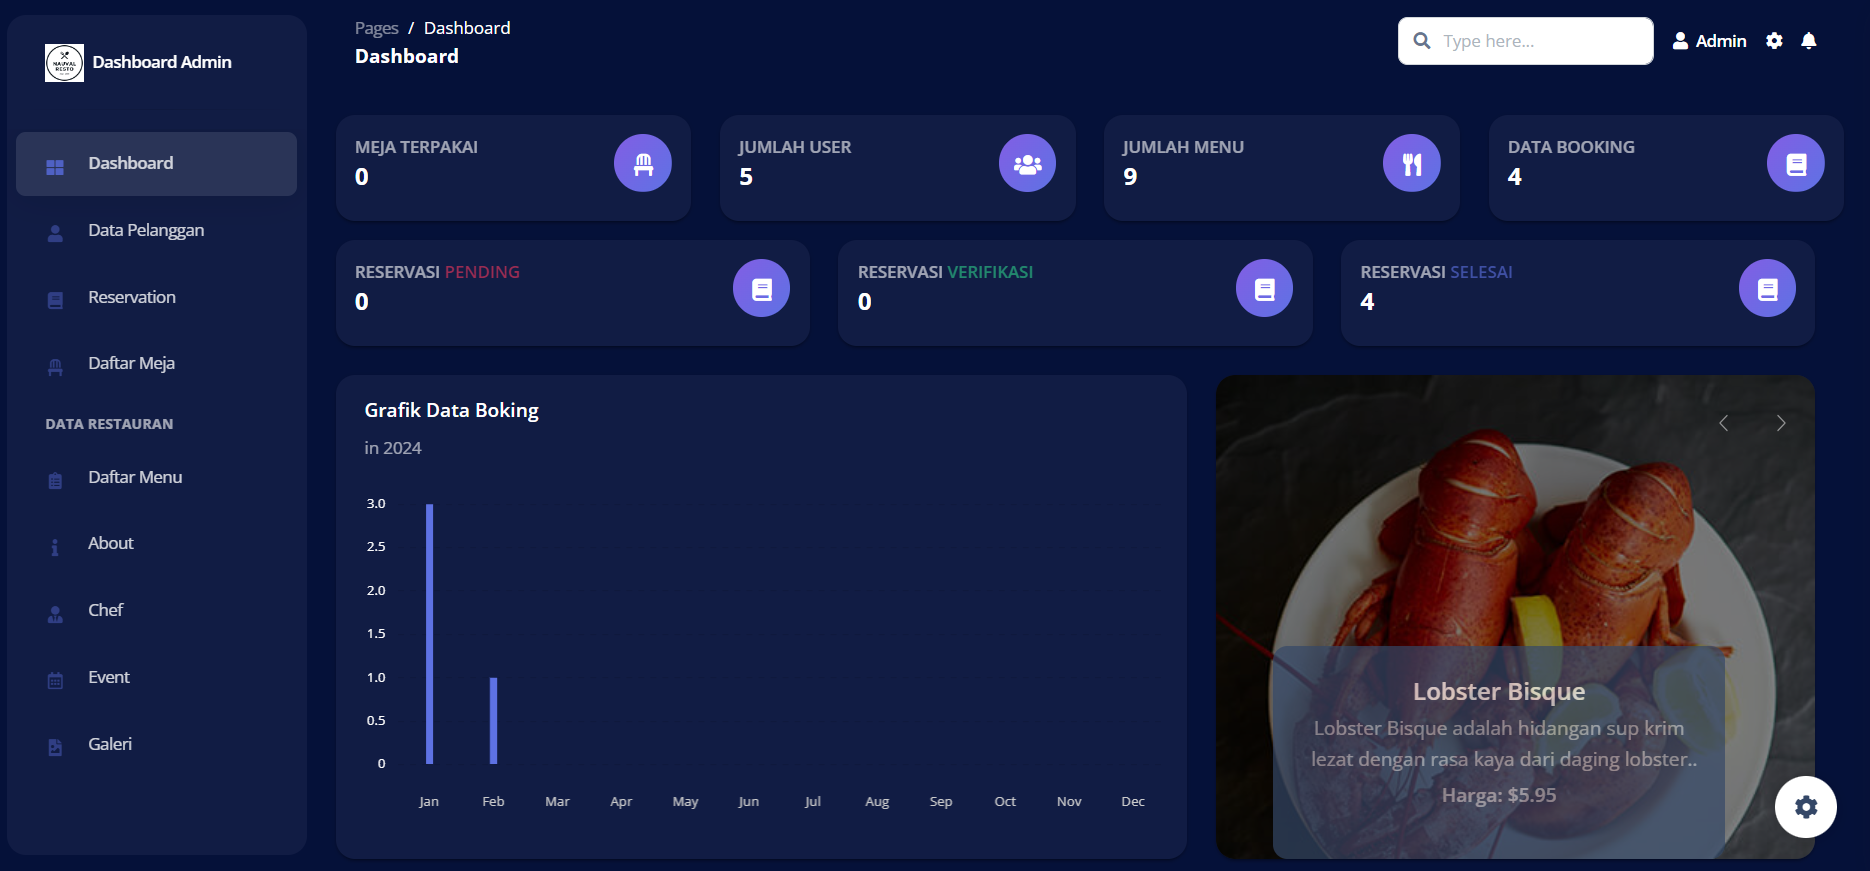 NAUVAL
RESTO
Dashboard Admin
Dashboard
Data Pelanggan
Reservation
Daftar Meja
DATA RESTAURAN
Daftar Menu
About
Chef
Event
Galeri
Pages / Dashboard
Dashboard
Type here...
Admin
MEJA TERPAKAI
0
JUMLAH USER
5
JUMLAH MENU
9
DATA BOOKING
4
RESERVASI PENDING
0
RESERVASI VERIFIKASI
0
RESERVASI SELESAI
4
Grafik Data Boking
in 2024
3.0
2.5
2.0
1.5
1.0
0.5
0
Jan Feb Mar Apr May Jun Jul Aug Sep Oct Nov Dec
Lobster Bisque
Lobster Bisque adalah hidangan sup krim
lezat dengan rasa kaya dari daging lobster..
Harga: $5.95